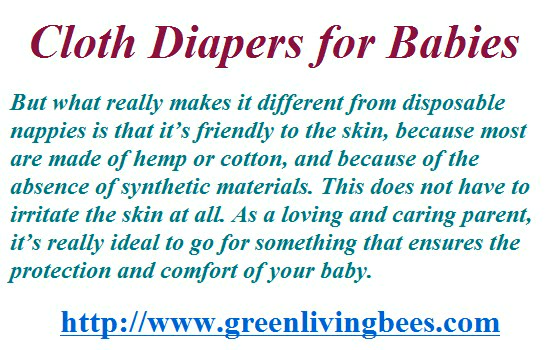 Cloth Diapers for Babies
But what really makes it different from disposable
nappies is that it’s friendly to the skin, because most
are made of hemp or cotton, and because of the
absence of synthetic materials. This does not have to
irritate the skin at all. As a loving and caring parent,
it’s really ideal to go for something that ensures the
protection and comfort of your baby.
http://www.greenlivingbees.com